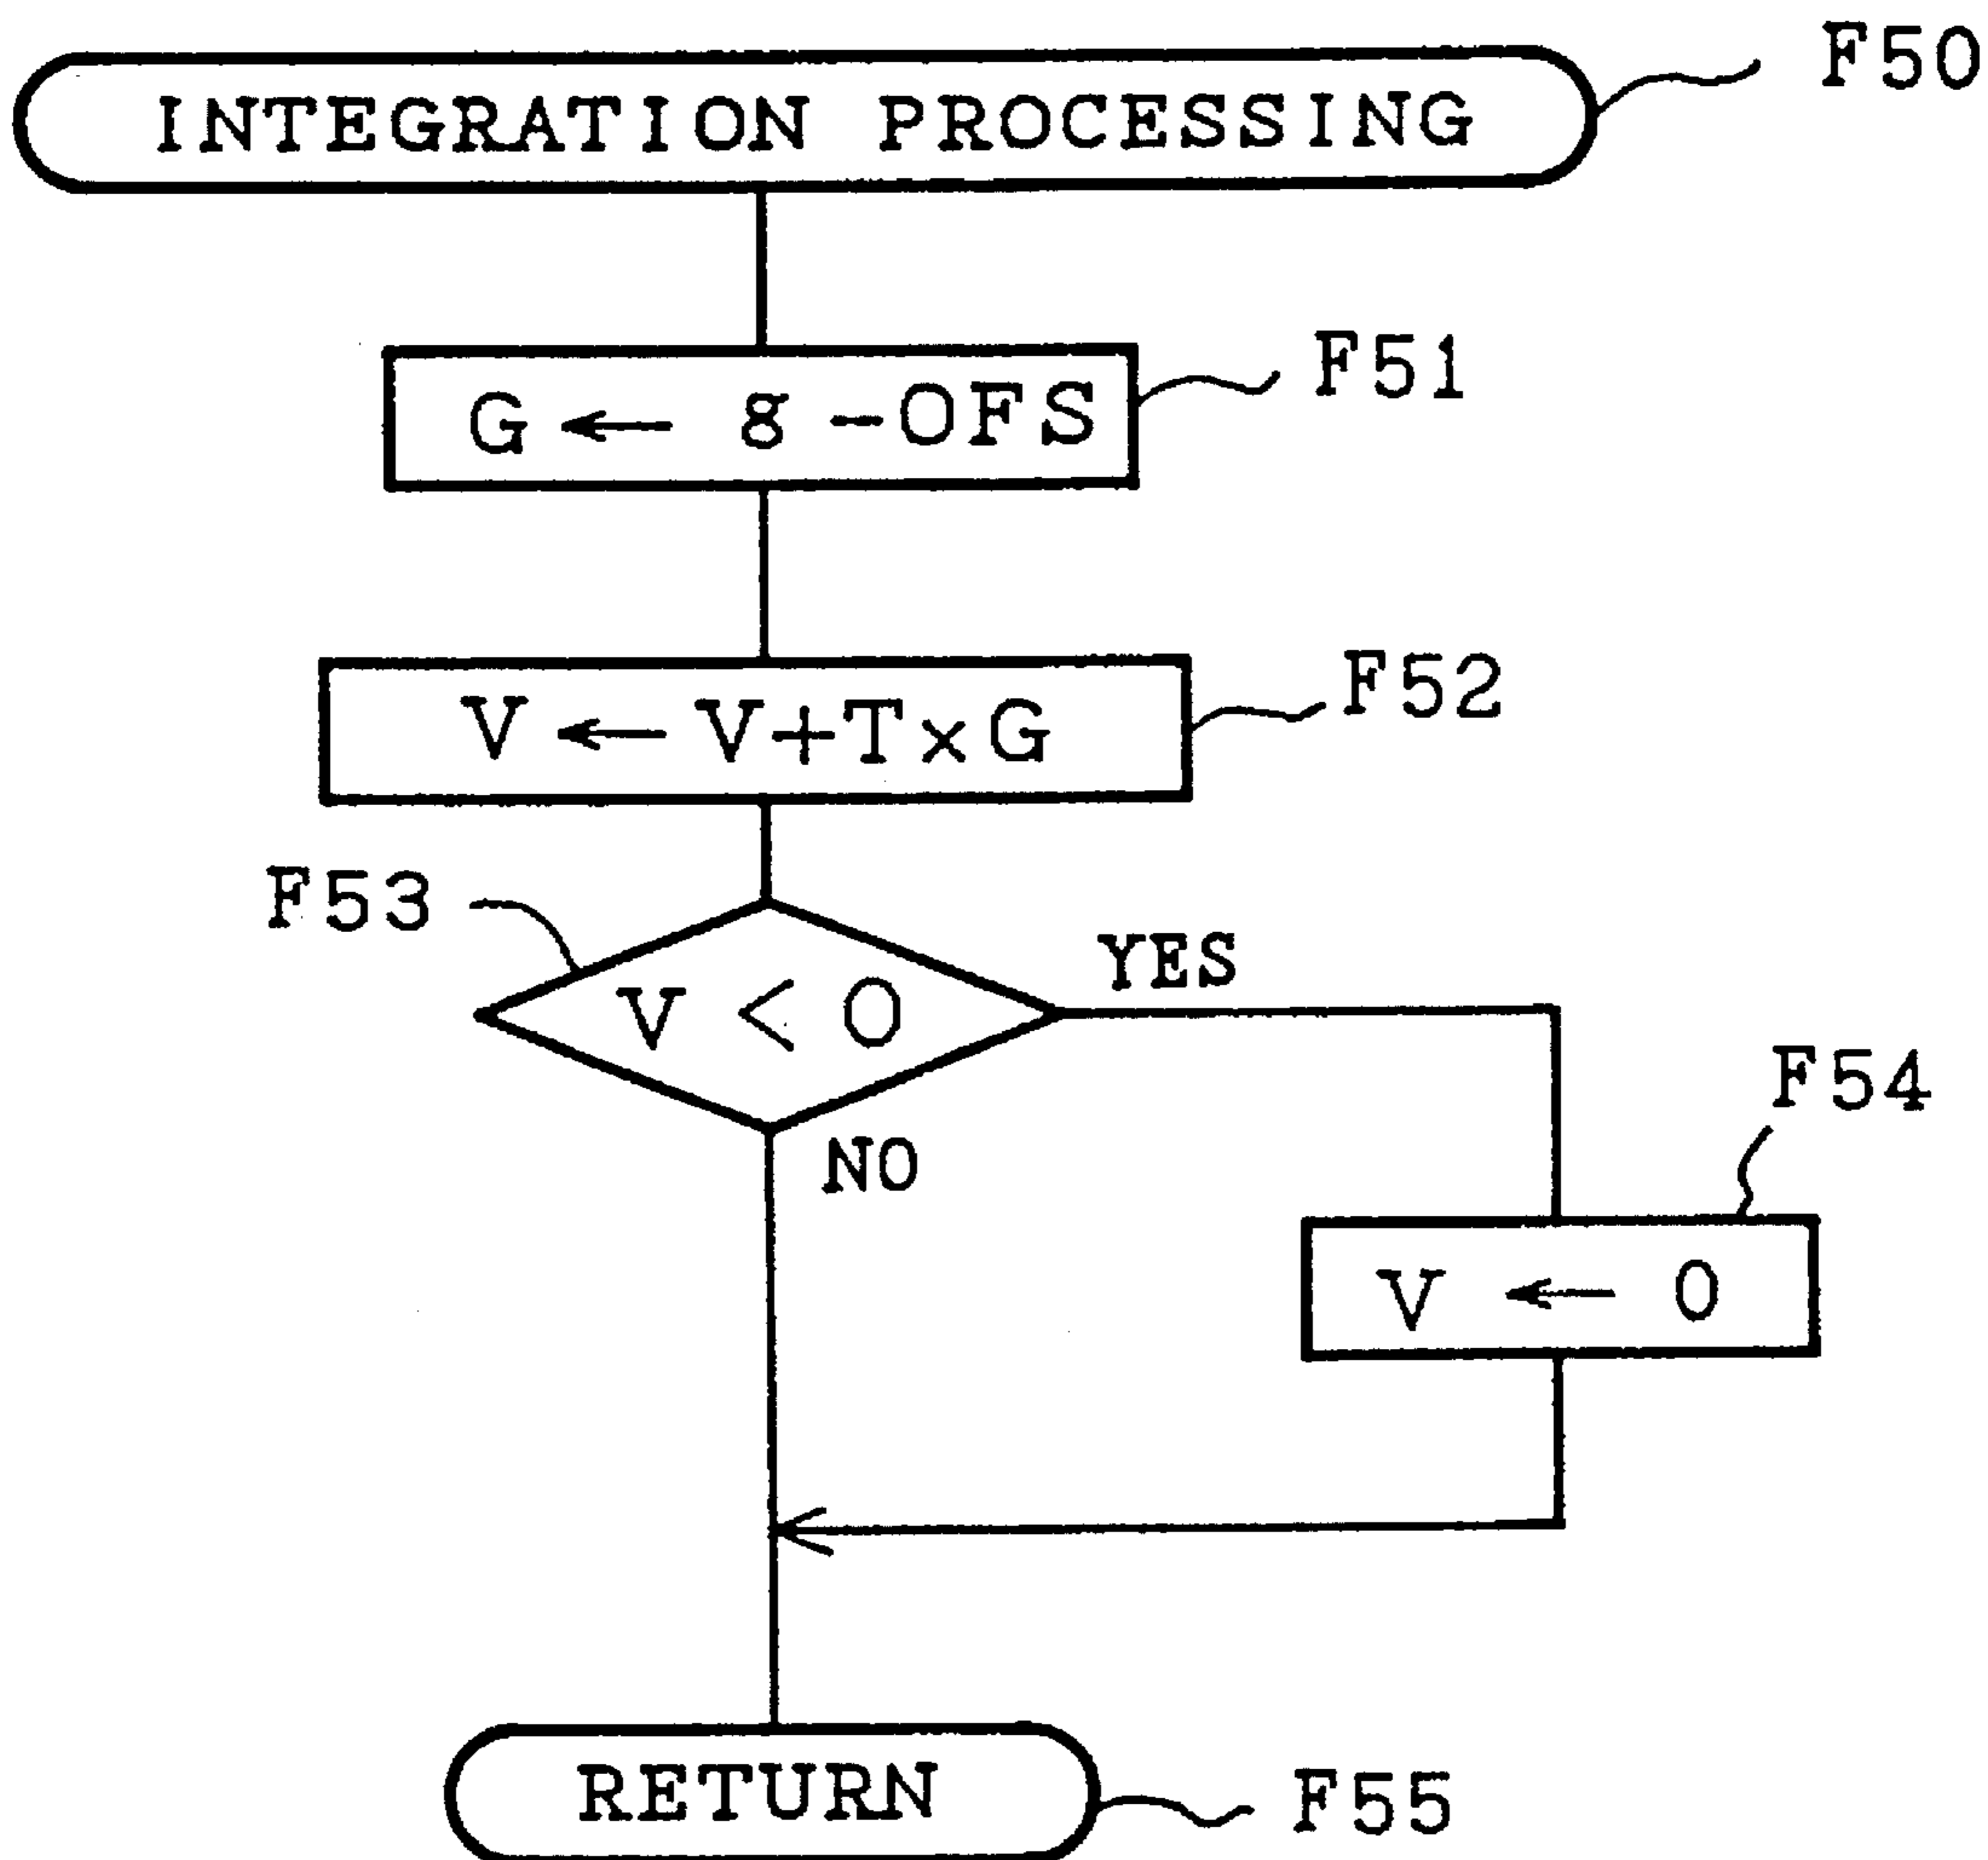 INTEGRATION PROCESSING
F50
G ← g -OFS
F51
V ← V+T×G
F52
F53
V < 0
YES
NO
F54
V ← 0
RETURN
F55